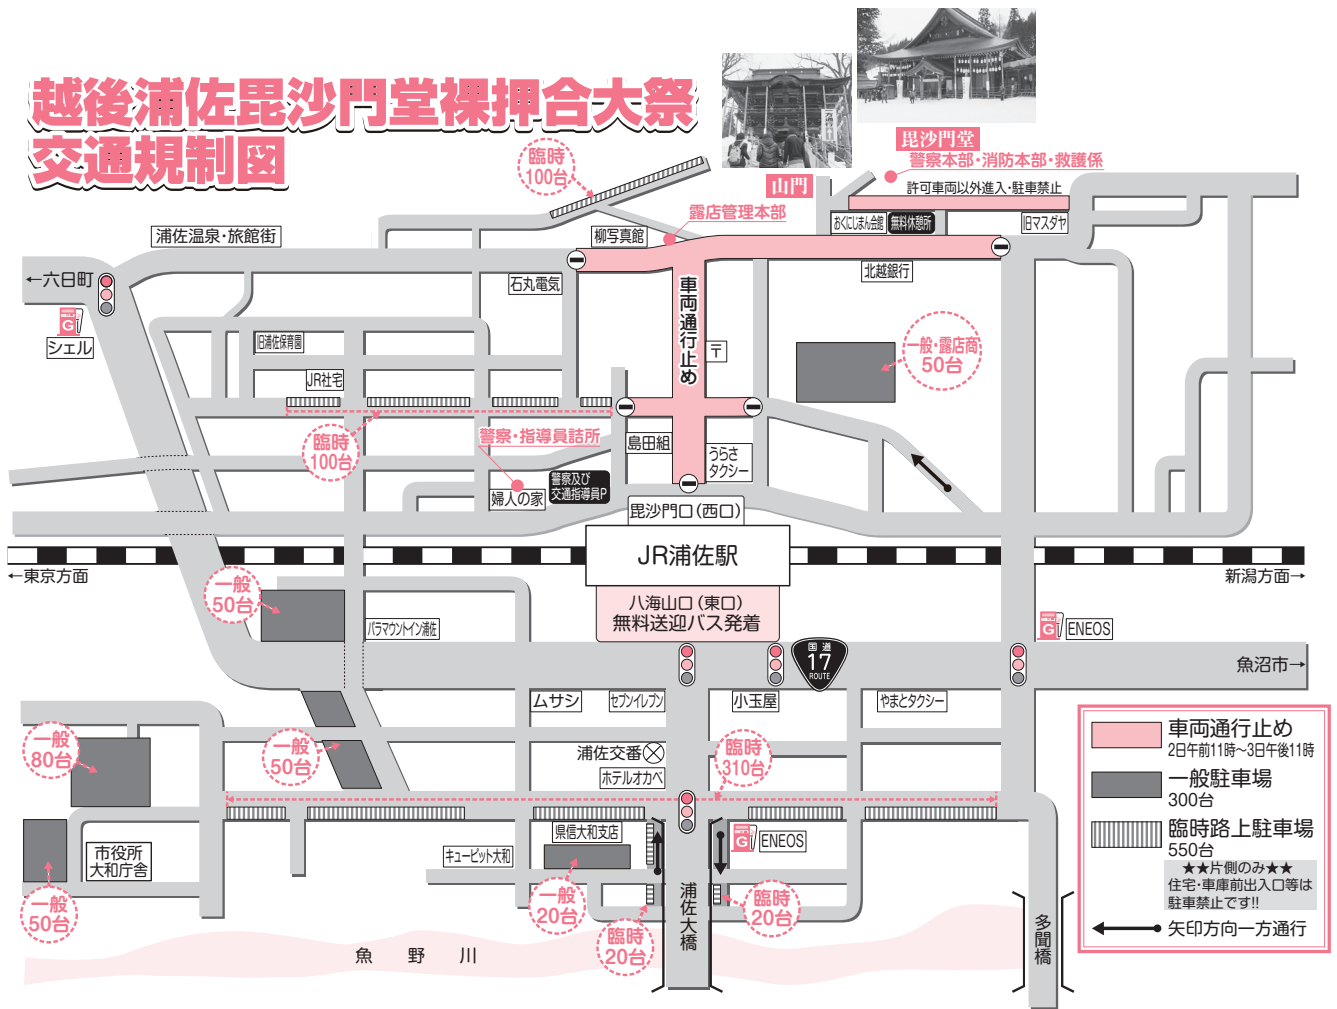 越後浦佐毘沙門堂裸押合大祭
交通規制図
臨時
100台
毘沙門堂
警察本部・消防本部・救護係
山門
許可車両以外進入・駐車禁止
露店管理本部
おくにじまん会館
無料休憩所
旧マスダヤ
浦佐温泉・旅館街
柳写真館
←六日町
石丸電気
北越銀行
車両通行止め
シェル
旧浦佐保育園
〒
一般・露店商
50台
JR社宅
臨時
100台
警察・指導員詰所
島田組
うらさ
タクシー
婦人の家
警察及び
交通指導員P
毘沙門口(西口)
JR浦佐駅
←東京方面
新潟方面→
一般
50台
八海山口(東口)
無料送迎バス発着
パラマウントイン浦佐
国道
17
ROUTE
ENEOS
魚沼市→
ムサシ
セブンイレブン
小玉屋
やまとタクシー
一般
80台
一般
50台
浦佐交番
ホテルオカベ
臨時
310台
車両通行止め
2日午前11時～3日午後11時
一般駐車場
300台
臨時路上駐車場
550台
★★片側のみ★★
住宅・車庫前出入口等は
駐車禁止です!!
矢印方向一方通行
県信大和支店
ENEOS
市役所
大和庁舎
キューピット大和
一般
50台
一般
20台
臨時
20台
浦佐大橋
臨時
20台
多聞橋
魚野川